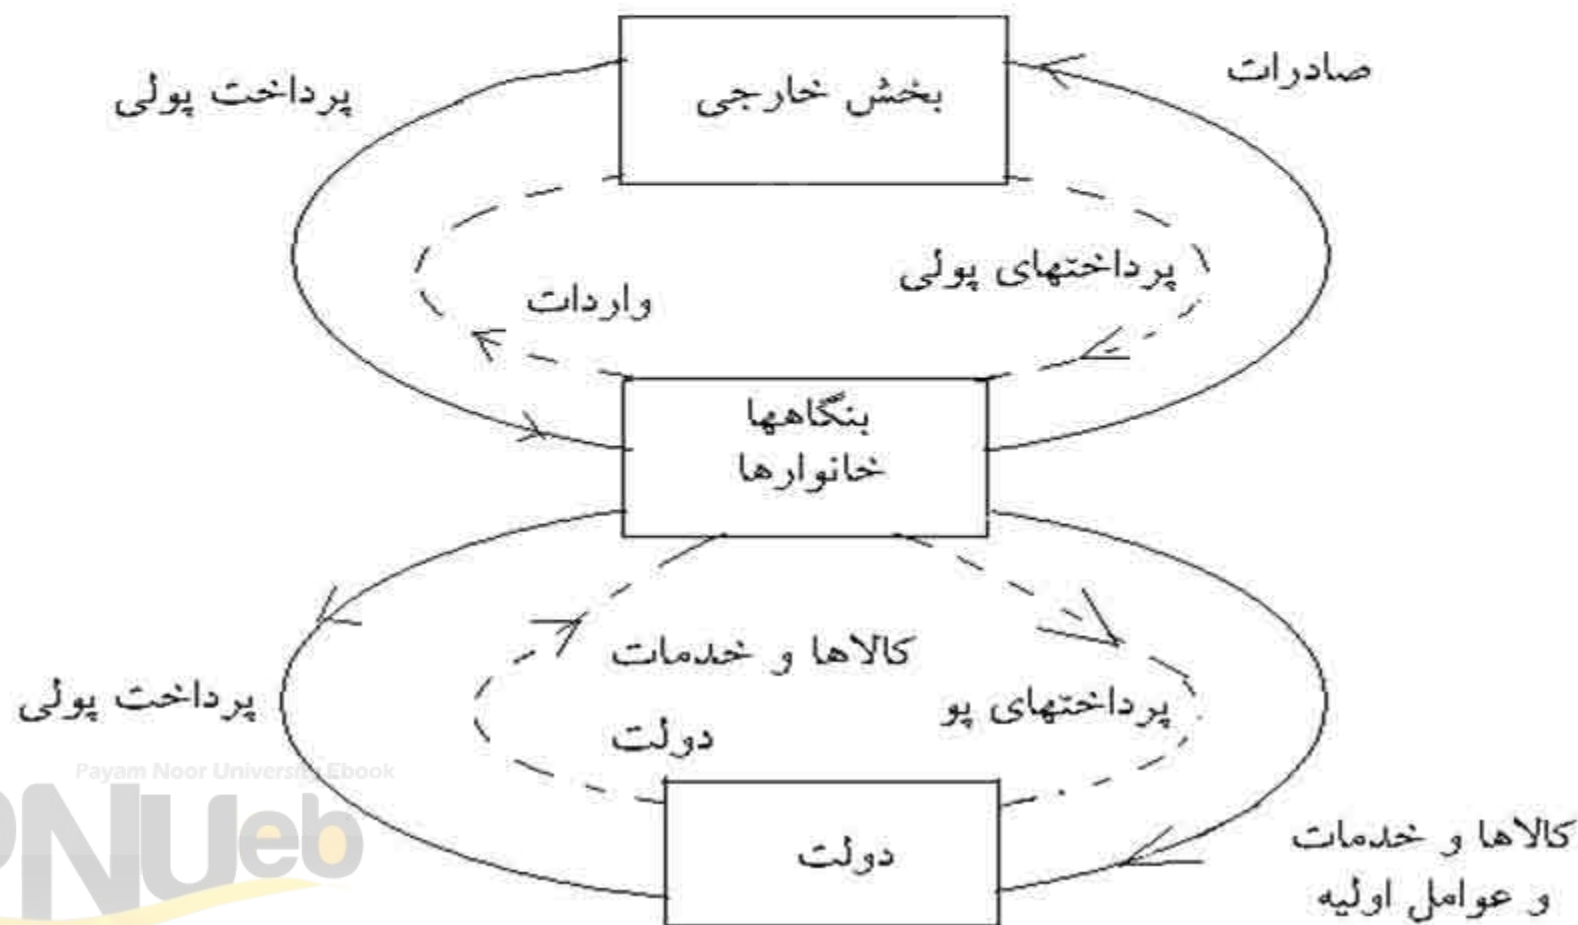 صادرات
بخش خارجی
پرداخت پولی
پرداختهای پولی
واردات
بنگاهها
خانوارها
کالاها و خدمات
دولت
پرداختهای پو
پرداخت پولی
دولت
کالاها و خدمات
و عوامل اولیه
Payam Noor University Ebook
PNUeb